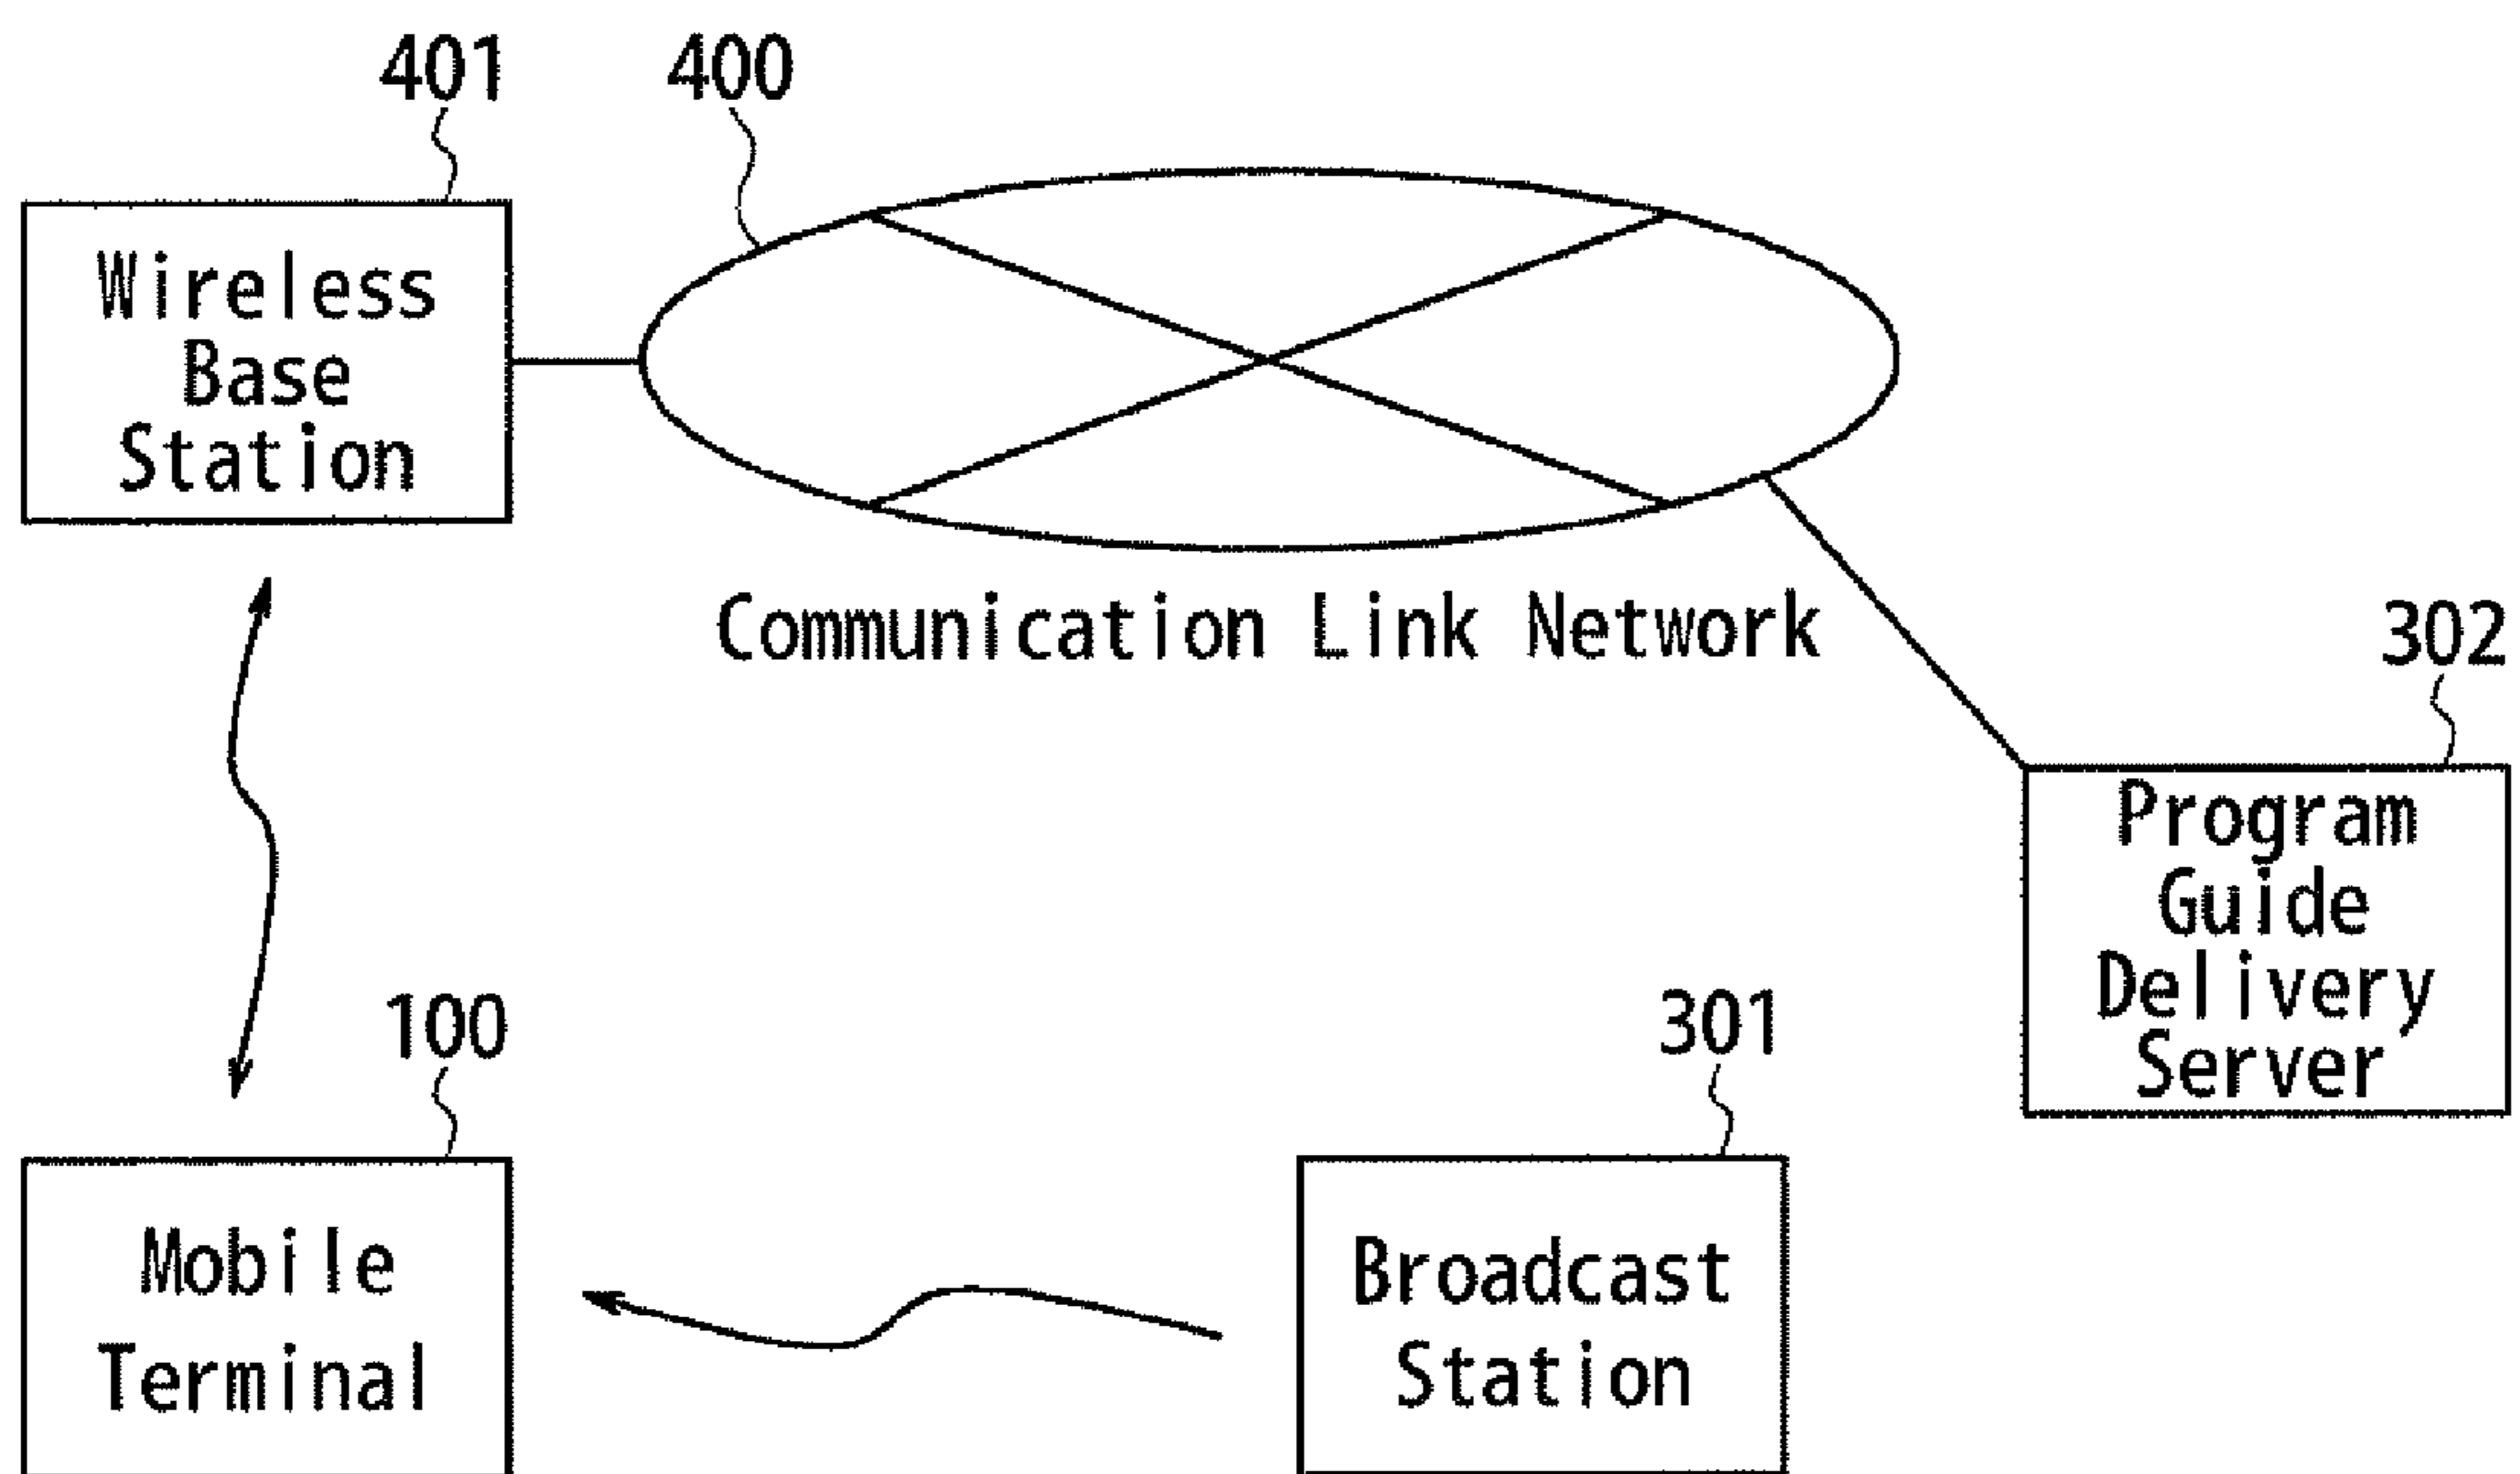 401
400
Wireless
Base
Station
Communication Link Network
302
Program
Guide
Delivery
Server
100
301
Mobile
Terminal
Broadcast
Station